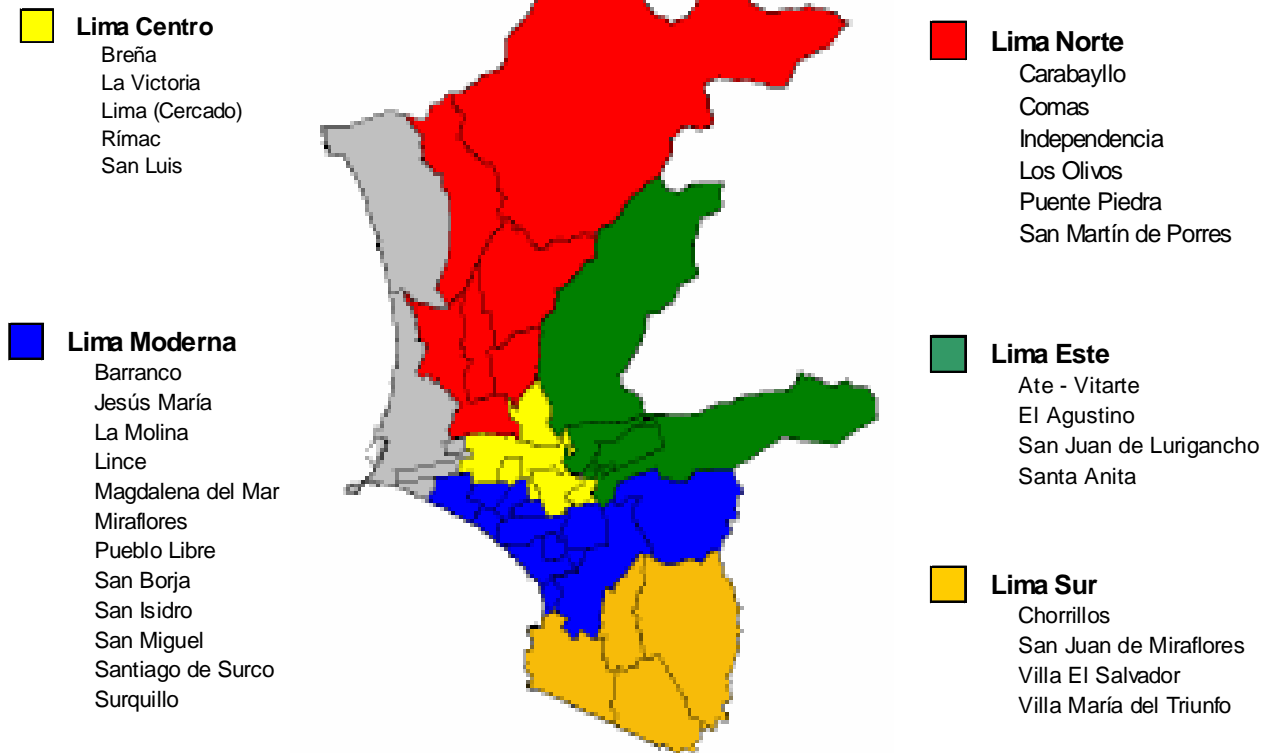 Lima Centro
Breña
La Victoria
Lima (Cercado)
Rímac
San Luis
Lima Moderna
Barranco
Jesús María
La Molina
Lince
Magdalena del Mar
Miraflores
Pueblo Libre
San Borja
San Isidro
San Miguel
Santiago de Surco
Surquillo
Lima Norte
Carabayllo
Comas
Independencia
Los Olivos
Puente Piedra
San Martín de Porres
Lima Este
Ate - Vitarte
El Agustino
San Juan de Lurigancho
Santa Anita
Lima Sur
Chorrillos
San Juan de Miraflores
Villa El Salvador
Villa María del Triunfo